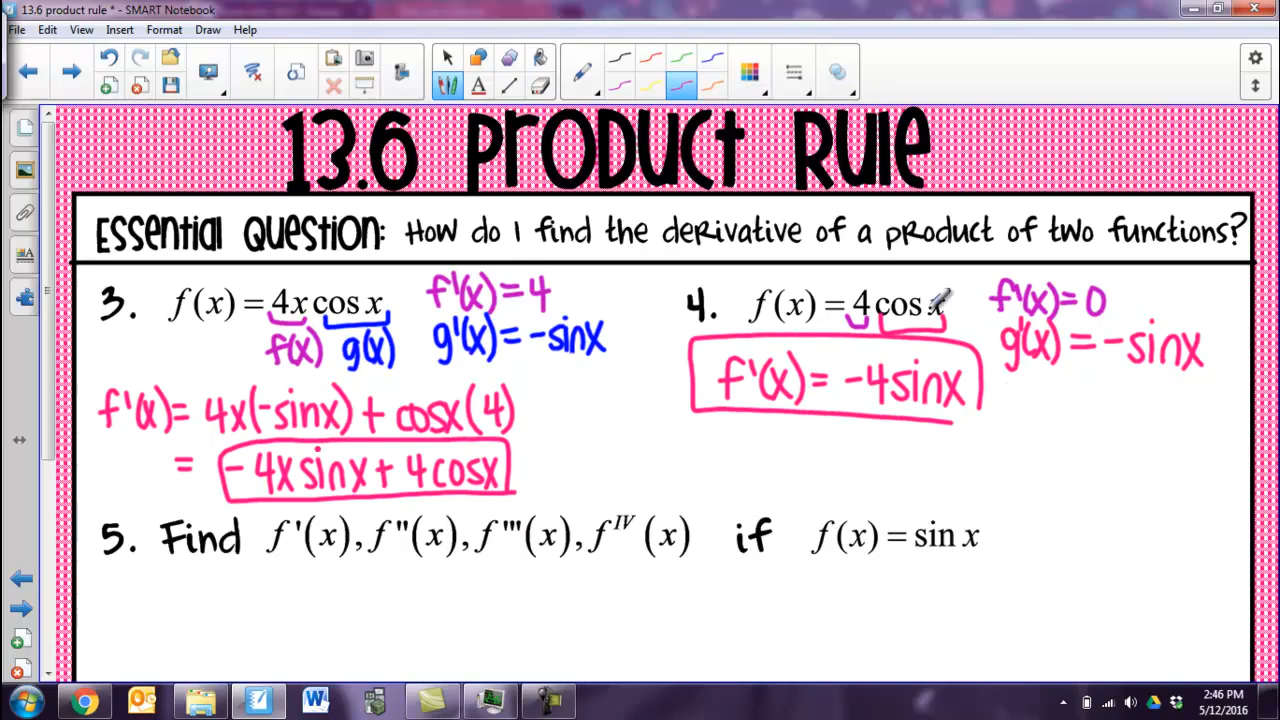 13.6 product rule * - SMART Notebook
File Edit View Insert Format Draw Help
13.6 Product Rule
Essential Question: How do I find the derivative of a product of two functions?
3. f(x) = 4x cos x f'(x) = 4
f(x) g(x) g'(x) = -sinx
f'(x) = 4x(-sinx) + cosx(4)
= -4x sinx + 4cosx
4. f(x) = 4 cos x f'(x) = 0
g'(x) = -sinx
f'(x) = -4sinx
5. Find f'(x), f''(x), f'''(x), f^IV(x) if f(x) = sin x
2:46 PM
5/12/2016